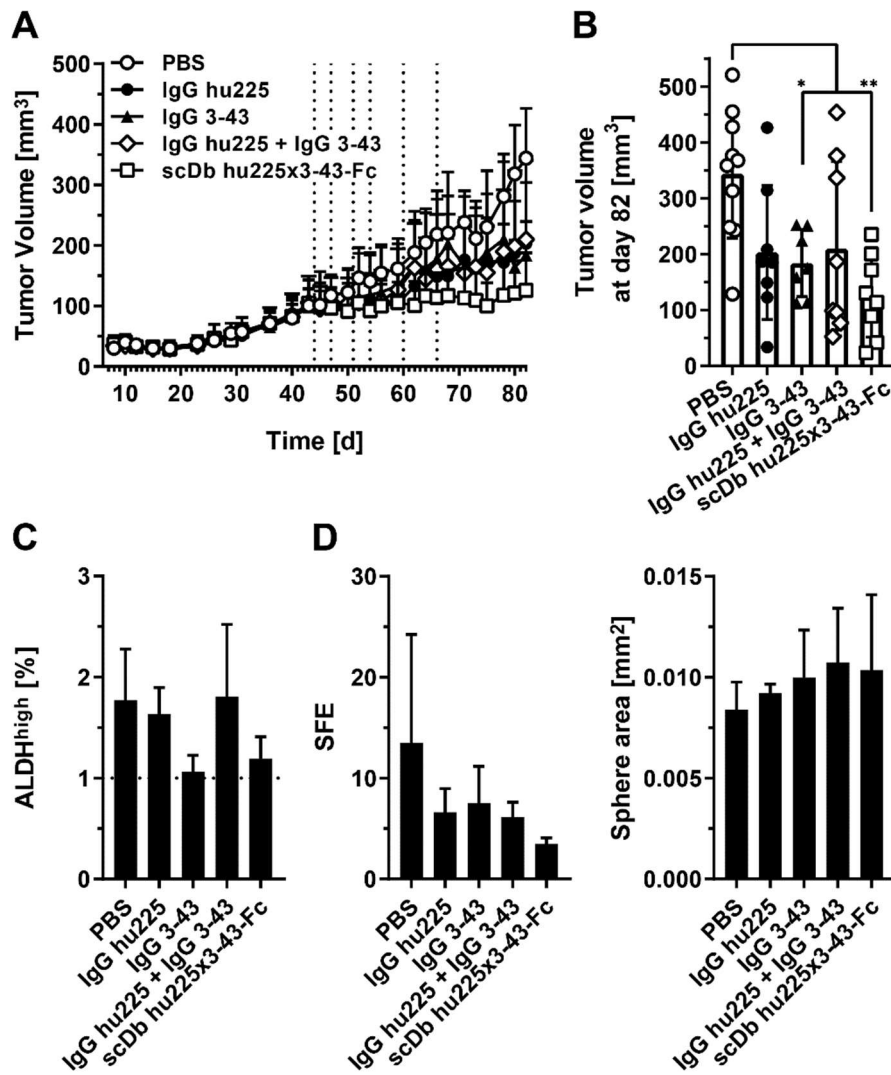 A
Tumor Volume [mm³]
500
400
300
200
100
0
PBS
IgG hu225
IgG 3-43
IgG hu225 + IgG 3-43
scDb hu225x3-43-Fc
10 20 30 40 50 60 70 80
Time [d]
B
Tumor volume
at day 82 [mm³]
500
400
300
200
100
0
* **
PBS
IgG hu225
IgG 3-43
IgG hu225 + IgG 3-43
scDb hu225x3-43-Fc
C
ALDHhigh [%]
3
2
1
0
PBS
IgG hu225
IgG 3-43
IgG hu225 + IgG 3-43
scDb hu225x3-43-Fc
D
SFE
30
20
10
0
PBS
IgG hu225
IgG 3-43
IgG hu225 + IgG 3-43
scDb hu225x3-43-Fc
Sphere area [mm²]
0.015
0.010
0.005
0.000
PBS
IgG hu225
IgG 3-43
IgG hu225 + IgG 3-43
scDb hu225x3-43-Fc